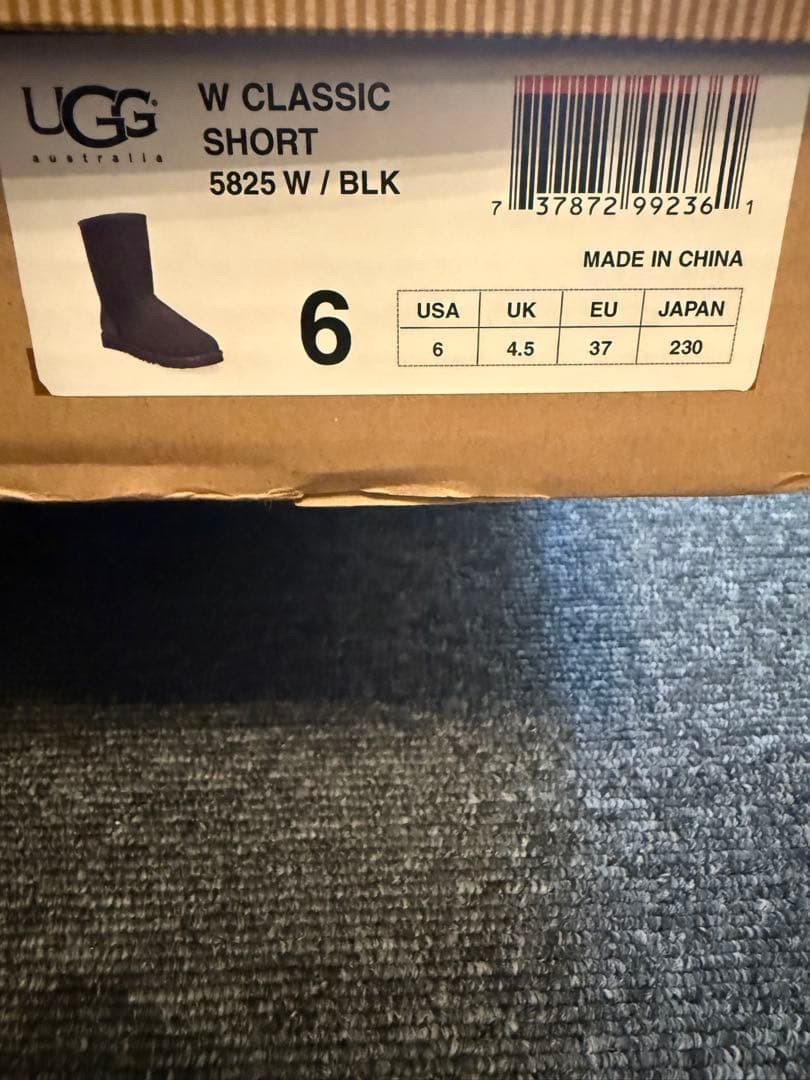 UGG
australia
W CLASSIC
SHORT
5825 W / BLK
7 37872 99236 1
MADE IN CHINA
6
USA UK EU JAPAN
6 4.5 37 230